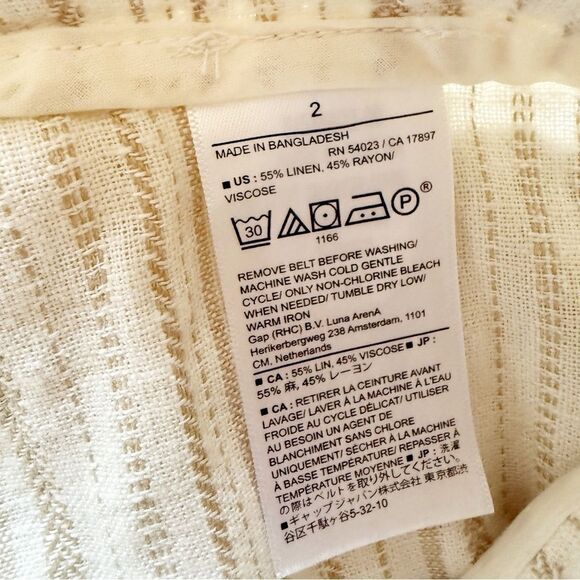 2
MADE IN BANGLADESH
RN 54023 / CA 17897
■ US : 55% LINEN, 45% RAYON/
VISCOSE
30
P®
1166
REMOVE BELT BEFORE WASHING/
MACHINE WASH COLD GENTLE
CYCLE/ ONLY NON-CHLORINE BLEACH
WHEN NEEDED/ TUMBLE DRY LOW/
WARM IRON
Gap (RHC) B.V. Luna ArenA
Herikerbergweg 238 Amsterdam, 1101
CM, Netherlands
■ CA : 55% LIN, 45% VISCOSE ■ JP :
55% 麻, 45% レーヨン
■ CA : RETIRER LA CEINTURE AVANT
LAVAGE/ LAVER À LA MACHINE À L'EAU
FROIDE AU CYCLE DÉLICAT/ UTILISER
AU BESOIN UN AGENT DE
BLANCHIMENT SANS CHLORE
UNIQUEMENT/ SÉCHER À LA MACHINE
À BASSE TEMPÉRATURE/ REPASSER À
TEMPÉRATURE MOYENNE ■ JP : 洗濯
の際はベルトを取り外してください。
■ギャップジャパン株式会社 東京都渋
谷区千駄ヶ谷5-32-10